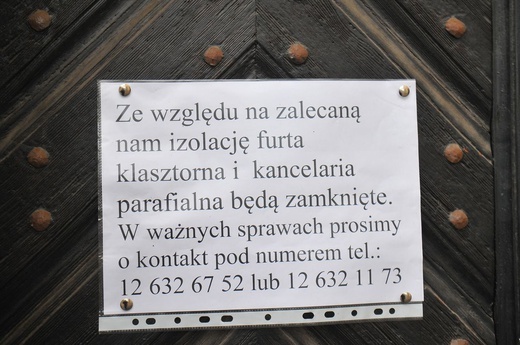 Ze względu na zalecaną
nam izolację furta
klasztorna i kancelaria
parafialna będą zamknięte.
W ważnych sprawach prosimy
o kontakt pod numerem tel.:
12 632 67 52 lub 12 632 11 73